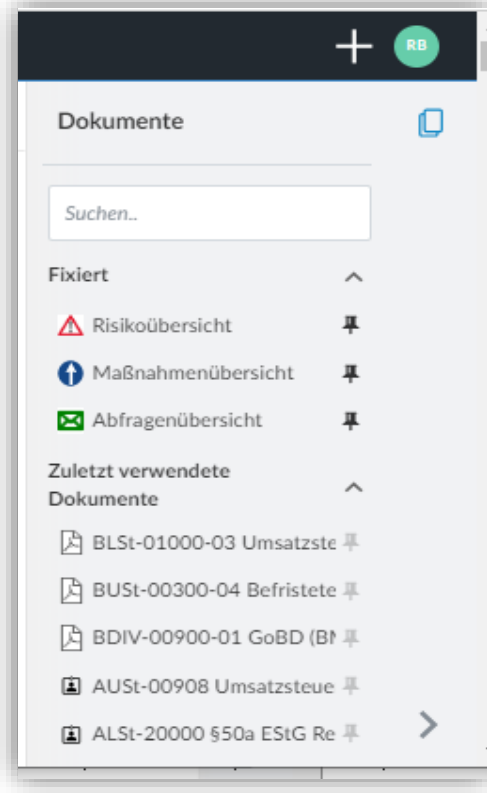 RB
Dokumente
Suchen..
Fixiert
Risikoübersicht
Maßnahmenübersicht
Abfragenübersicht
Zuletzt verwendete
Dokumente
BLSt-01000-03 Umsatzste
BUSt-00300-04 Befristete
BDIV-00900-01 GoBD (BM
AUSt-00908 Umsatzsteue
ALSt-20000 §50a EStG Re